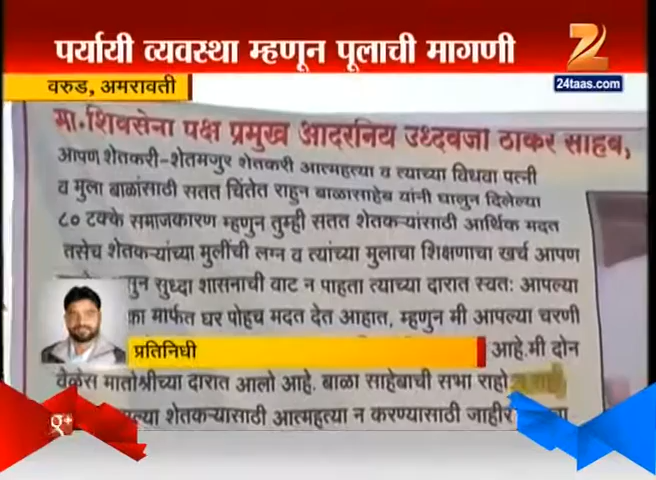 पर्यायी व्यवस्था म्हणून पूलाची मागणी
वरुड, अमरावती
24taas.com
मा. शिवसेना पक्ष प्रमुख आदरनिय उध्दवजी ठाकरे साहेब,
आपण शेतकरी-शेतमजुर शेतकरी आत्महत्या व त्याच्या विधवा पत्नी
व मुला बाळांसाठी सतत चिंतेत राहुन बाळासाहेब यांनी घालुन दिलेल्या
८० टक्के समाजकारण म्हणुन तुम्ही सतत शेतकऱ्यांसाठी आर्थिक मदत
तसेच शेतकऱ्यांच्या मुलींची लग्न व त्यांच्या मुलाचा शिक्षणाचा खर्च आपण
तुन सुध्दा शासनाची वाट न पाहता त्याच्या दारात स्वतः आपल्या
का मार्फत घर पोहच मदत देत आहात, म्हणुन मी आपल्या चरणी
प्रतिनिधी
आहे. मी दोन
वेळेस मातोश्रीच्या दारात आलो आहे. बाळा साहेबाची सभा
शेतकऱ्यासाठी आत्महत्या न करण्यासाठी जाहीर
g+